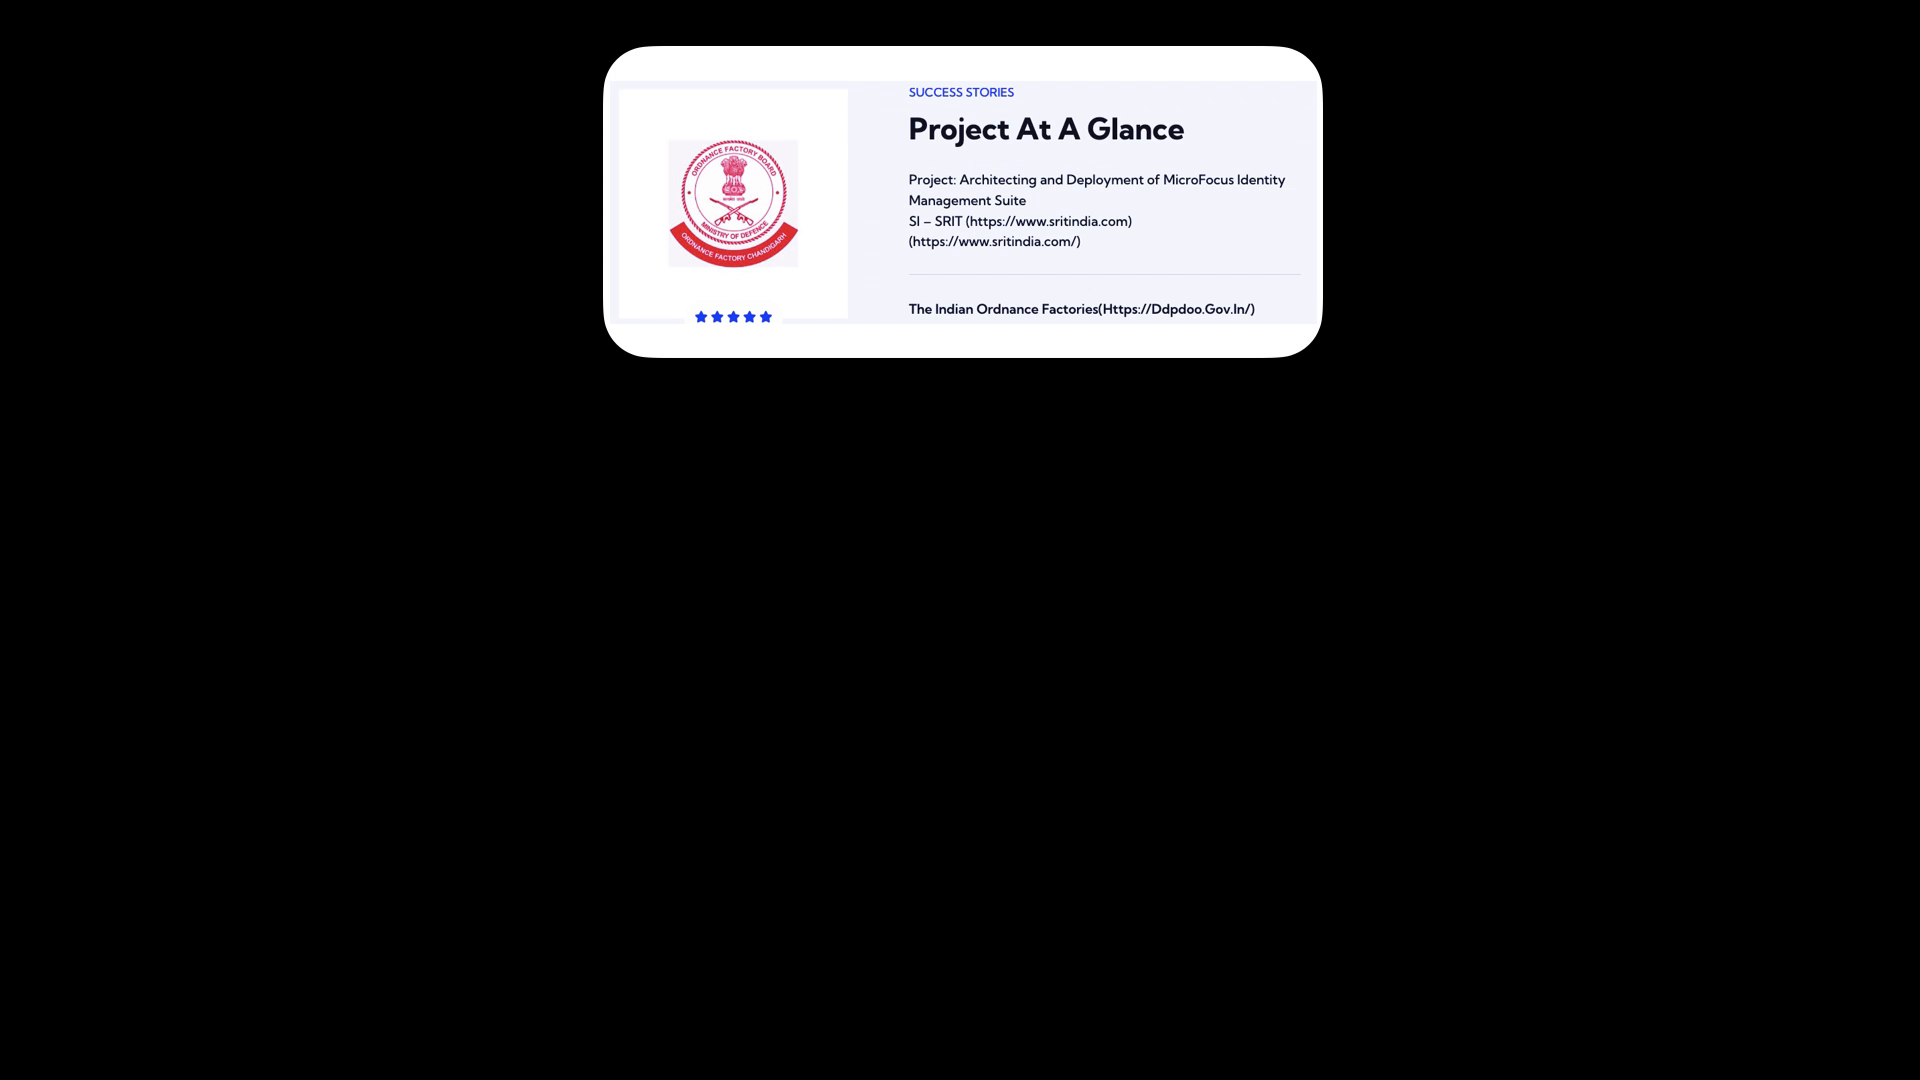 SUCCESS STORIES
Project At A Glance
Project: Architecting and Deployment of MicroFocus Identity
Management Suite
SI – SRIT (https://www.sritindia.com)
(https://www.sritindia.com/)
The Indian Ordnance Factories(Https://Ddpdoo.Gov.In/)
ORDNANCE FACTORY BOARD
MINISTRY OF DEFENCE
ORDNANCE FACTORY CHANDIGARH